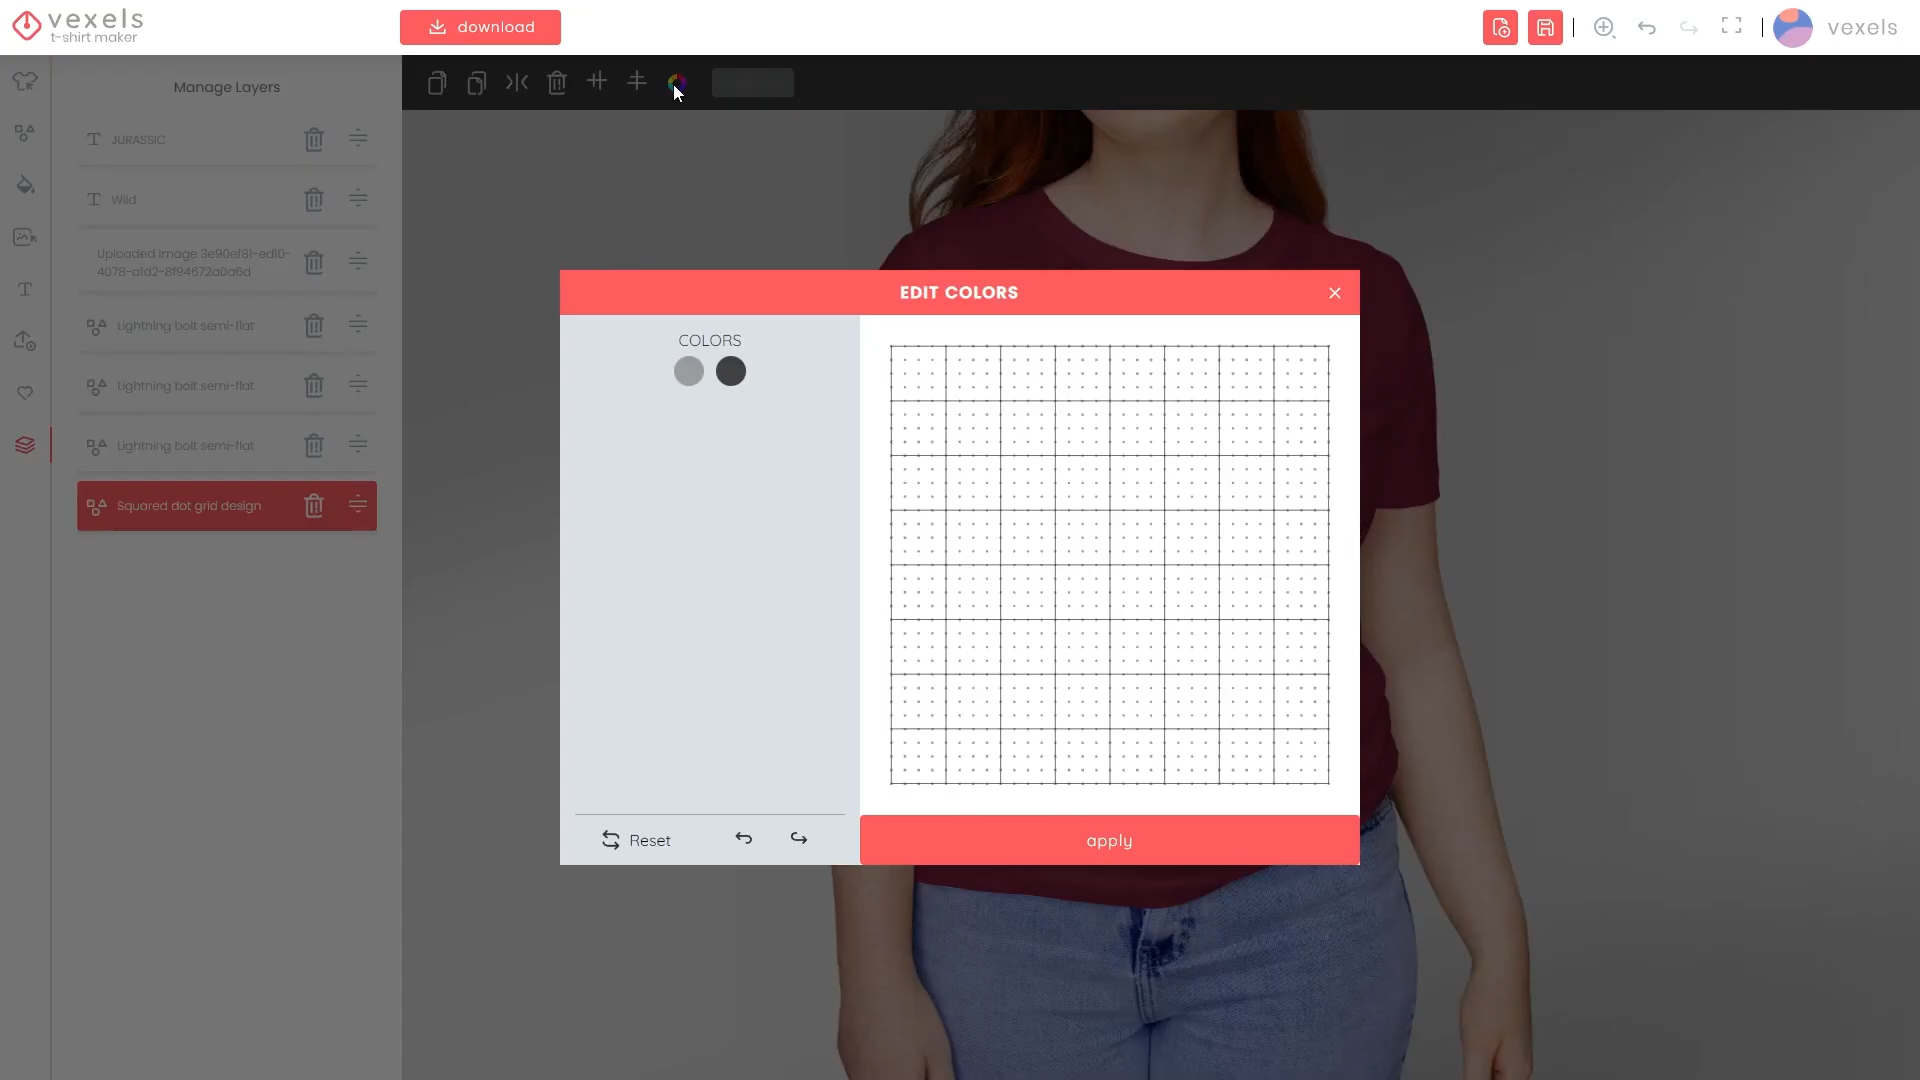 vexels
t-shirt maker
download
vexels
Manage Layers
JURASSIC
Wild
Uploaded Image 3e90ef81-ed10-
4078-a1d2-8f94672a0a6d
Lightning bolt semi-flat
Lightning bolt semi-flat
Lightning bolt semi-flat
Squared dot grid design
EDIT COLORS
COLORS
Reset
apply